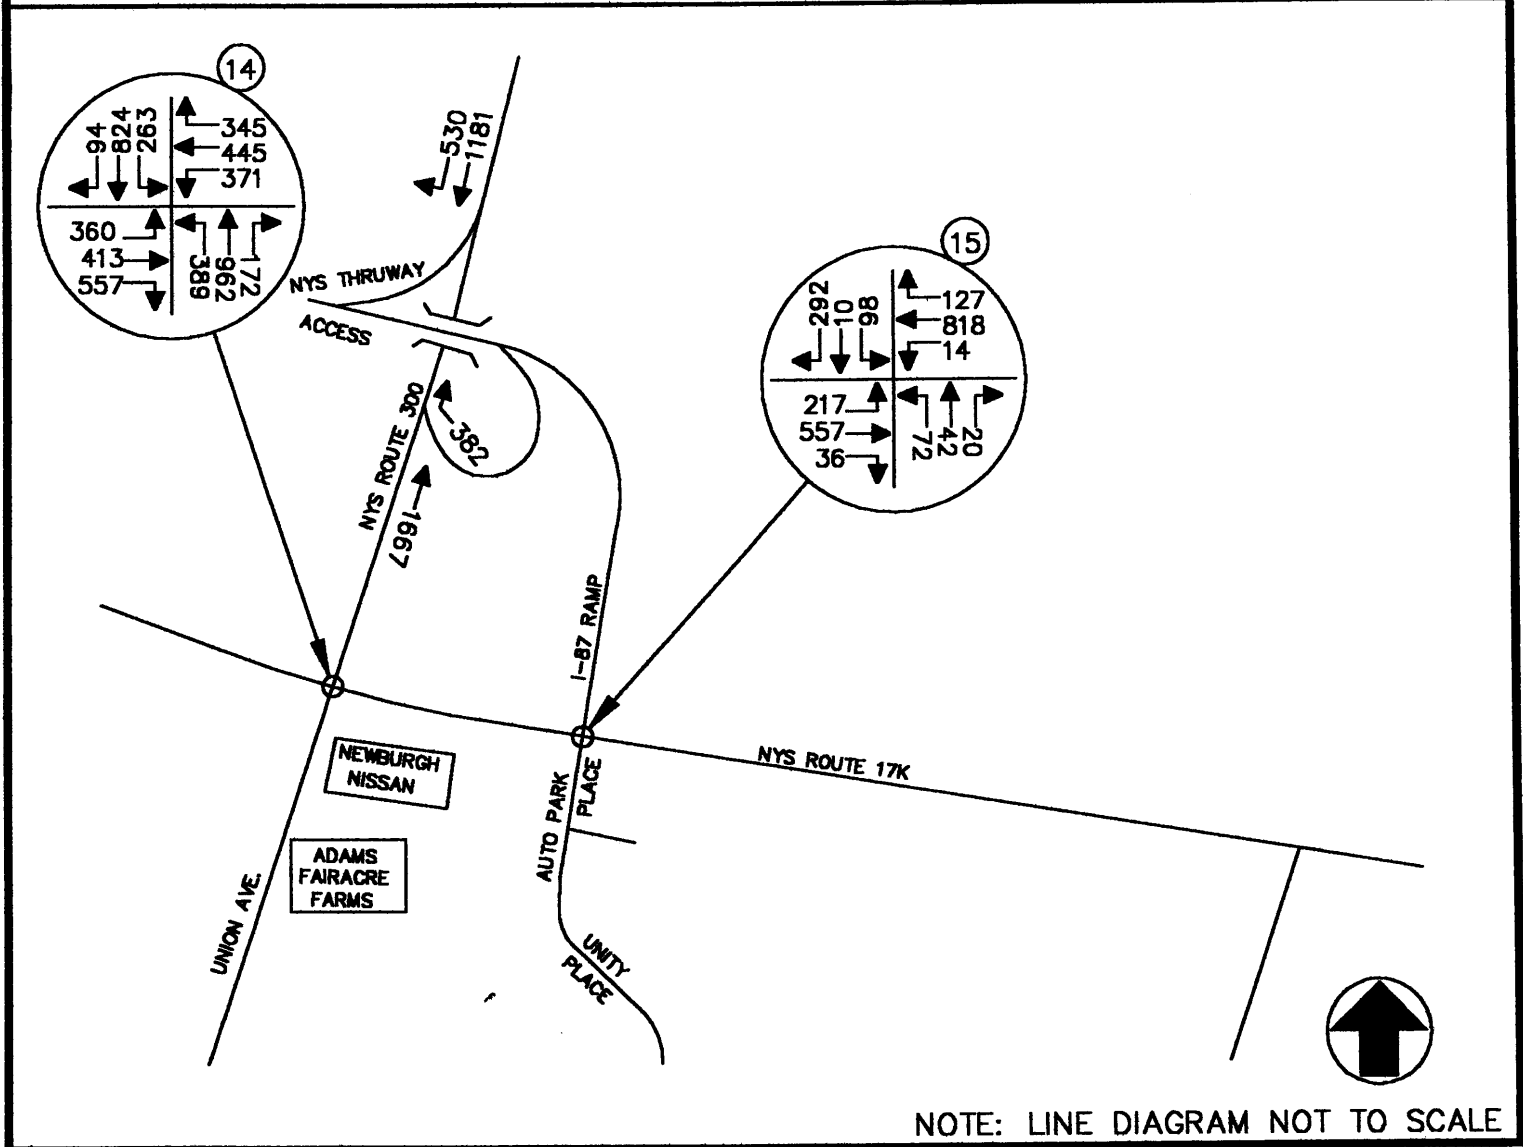 14
94
824
263
345
445
371
360
413
557
389
962
172
530
1181
NYS THRUWAY
ACCESS
15
292
10
98
127
818
14
217
557
36
72
42
20
NYS ROUTE 300
382
1667
I-87 RAMP
NYS ROUTE 17K
NEWBURGH
NISSAN
AUTO PARK
PLACE
ADAMS
FAIRACRE
FARMS
UNION AVE.
UNITY
PLACE
NOTE: LINE DIAGRAM NOT TO SCALE